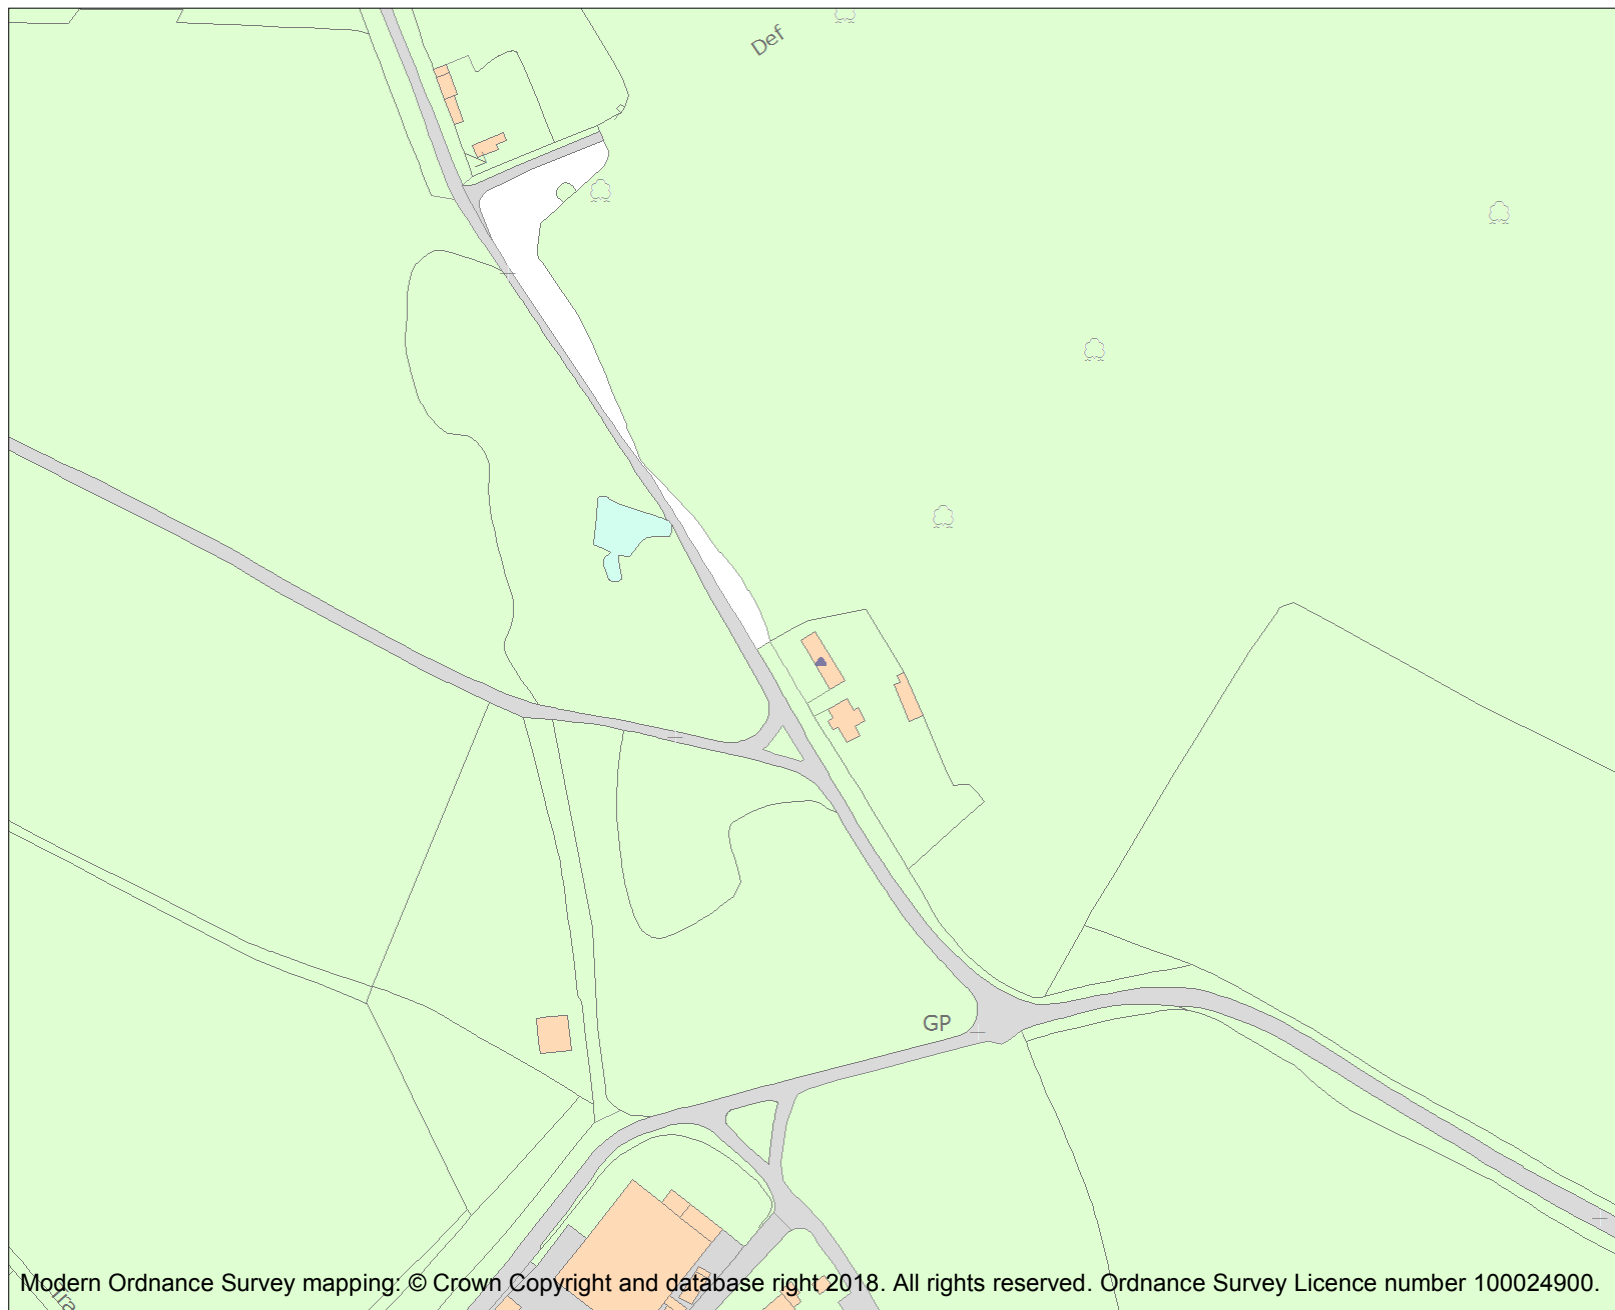 Def
GP
Modern Ordnance Survey mapping: © Crown Copyright and database right 2018. All rights reserved. Ordnance Survey Licence number 100024900.